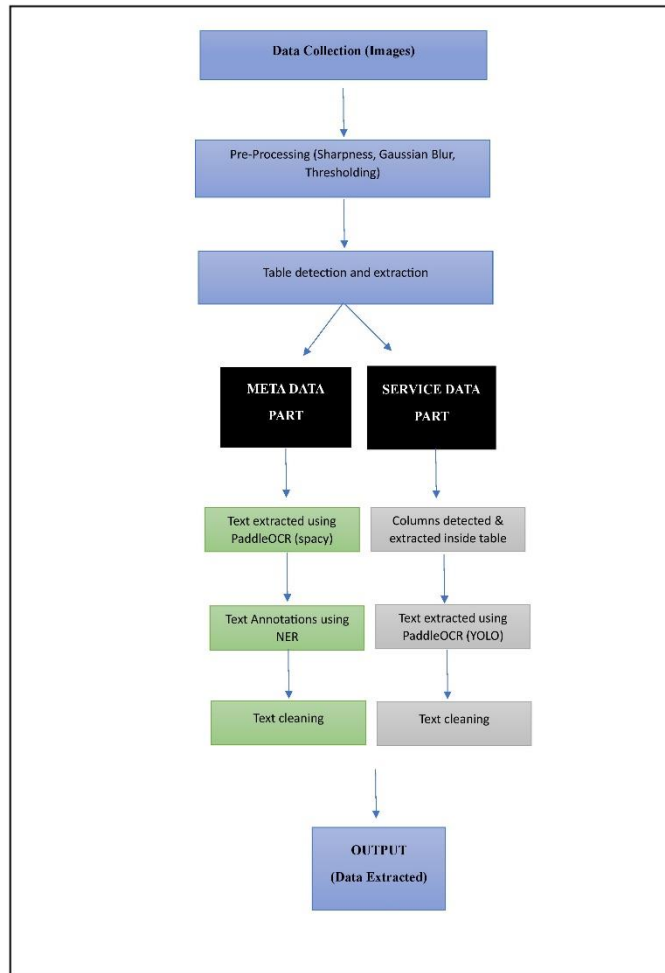 Data Collection (Images)
Pre-Processing (Sharpness, Gaussian Blur,
Thresholding)
Table detection and extraction
META DATA
PART
SERVICE DATA
PART
Text extracted using
PaddleOCR (spacy)
Columns detected &
extracted inside table
Text Annotations using
NER
Text extracted using
PaddleOCR (YOLO)
Text cleaning
Text cleaning
OUTPUT
(Data Extracted)